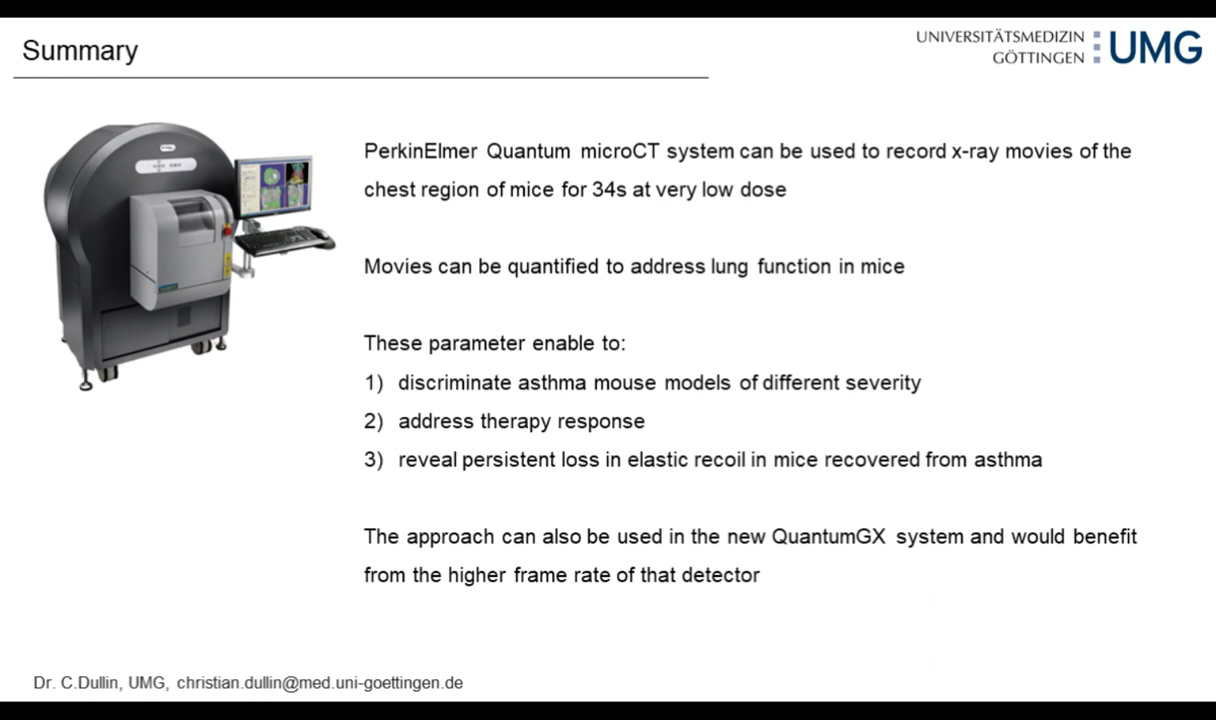 Summary
UNIVERSITÄTSMEDIZIN
GÖTTINGEN
UMG
PerkinElmer Quantum microCT system can be used to record x-ray movies of the
chest region of mice for 34s at very low dose
Movies can be quantified to address lung function in mice
These parameter enable to:
1) discriminate asthma mouse models of different severity
2) address therapy response
3) reveal persistent loss in elastic recoil in mice recovered from asthma
The approach can also be used in the new QuantumGX system and would benefit
from the higher frame rate of that detector
Dr. C.Dullin, UMG, christian.dullin@med.uni-goettingen.de